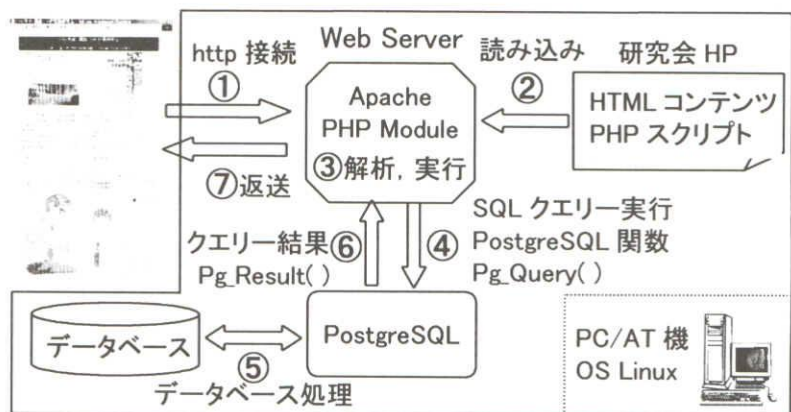 http 接続
①
Web Server
Apache
PHP Module
③解析, 実行
読み込み
②
研究会 HP
HTML コンテンツ
PHP スクリプト
⑦返送
クエリー結果⑥
Pg_Result( )
④
SQL クエリー実行
PostgreSQL 関数
Pg_Query( )
データベース
⑤
データベース処理
PostgreSQL
PC/AT 機
OS Linux